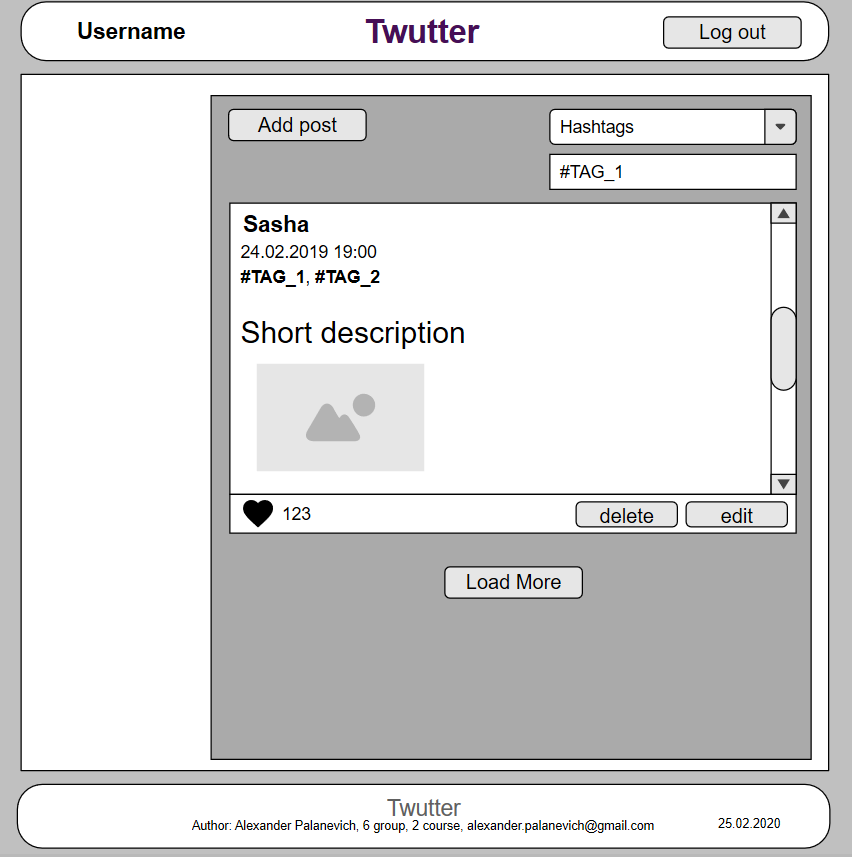 Username
Twutter
Log out
Add post
Hashtags
#TAG_1
Sasha
24.02.2019 19:00
#TAG_1, #TAG_2
Short description
123
delete
edit
Load More
Twutter
Author: Alexander Palanevich, 6 group, 2 course, alexander.palanevich@gmail.com
25.02.2020